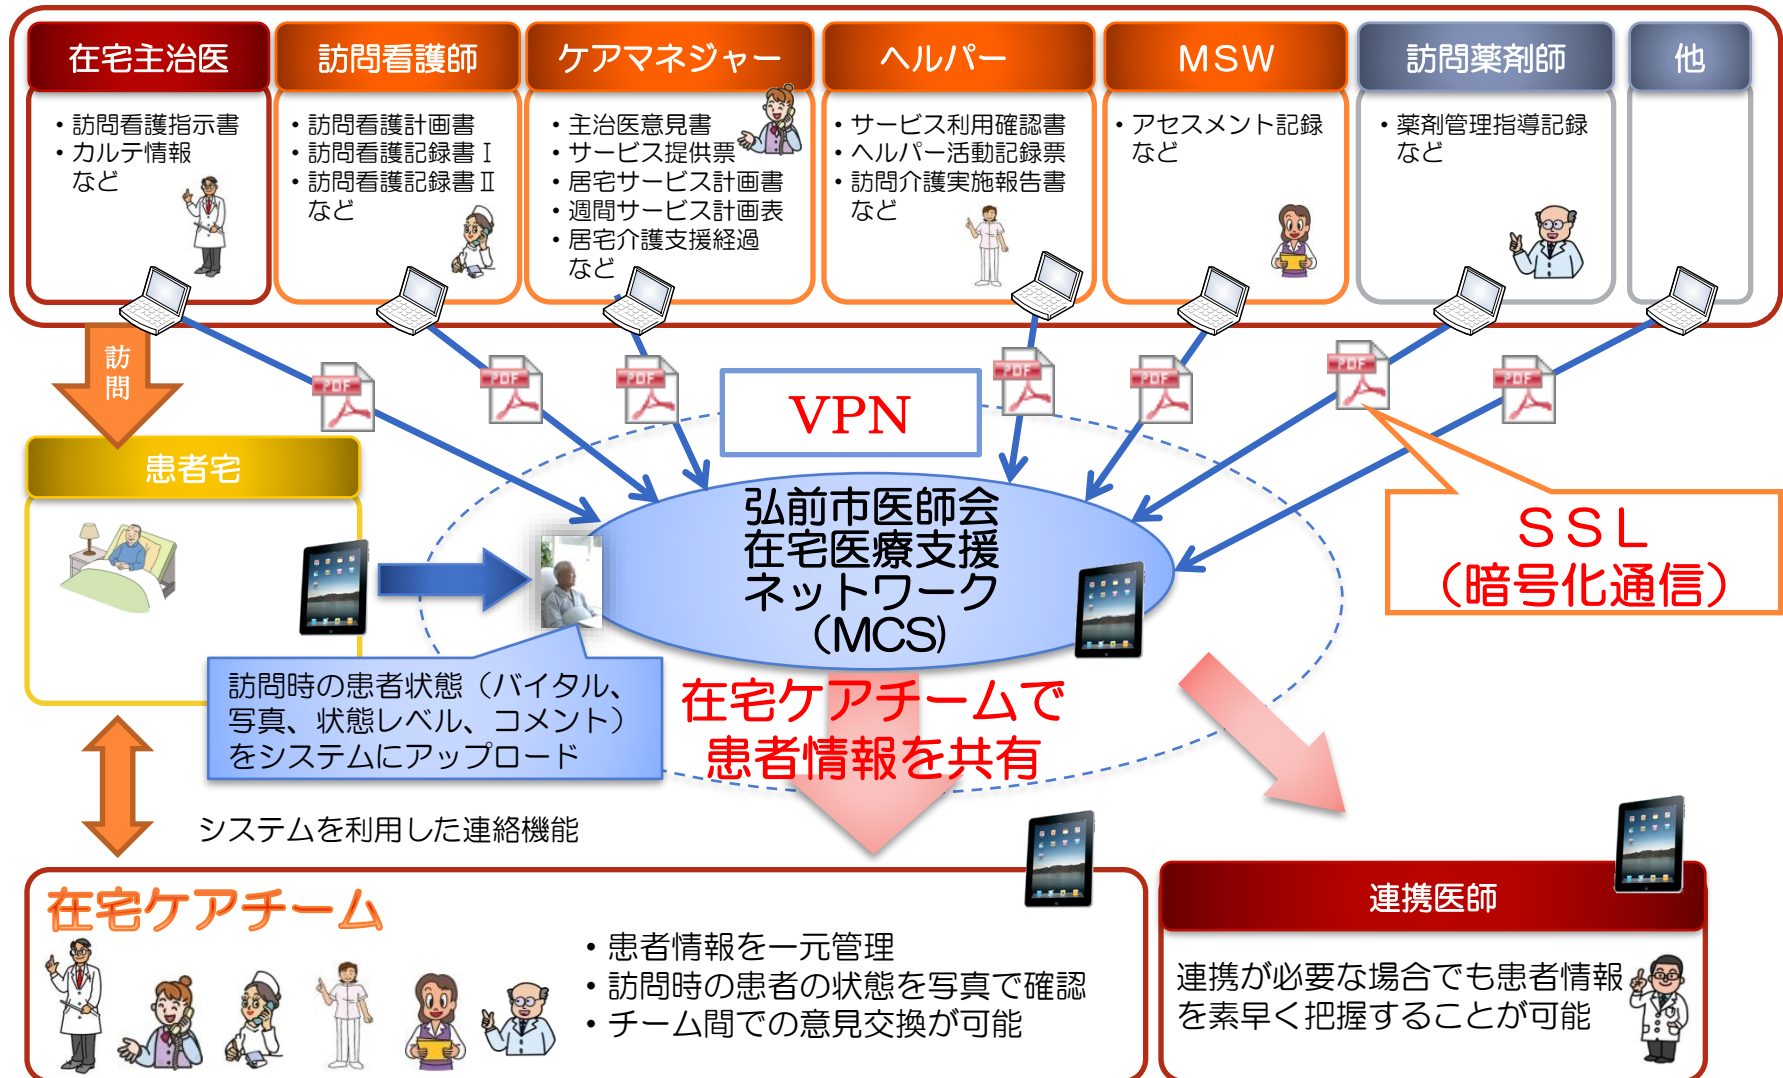 在宅主治医
・訪問看護指示書
・カルテ情報
など
訪問看護師
・訪問看護計画書
・訪問看護記録書Ⅰ
・訪問看護記録書Ⅱ
など
ケアマネジャー
・主治医意見書
・サービス提供票
・居宅サービス計画書
・週間サービス計画表
・居宅介護支援経過
など
ヘルパー
・サービス利用確認書
・ヘルパー活動記録票
・訪問介護実施報告書
など
ＭＳＷ
・アセスメント記録
など
訪問薬剤師
・薬剤管理指導記録
など
他
訪問
PDF
PDF
PDF
PDF
PDF
PDF
PDF
VPN
ＳＳＬ
（暗号化通信）
患者宅
弘前市医師会
在宅医療支援
ネットワーク
（MCS）
訪問時の患者状態（バイタル、
写真、状態レベル、コメント）
をシステムにアップロード
在宅ケアチームで
患者情報を共有
システムを利用した連絡機能
在宅ケアチーム
・患者情報を一元管理
・訪問時の患者の状態を写真で確認
・チーム間での意見交換が可能
連携医師
連携が必要な場合でも患者情報
を素早く把握することが可能